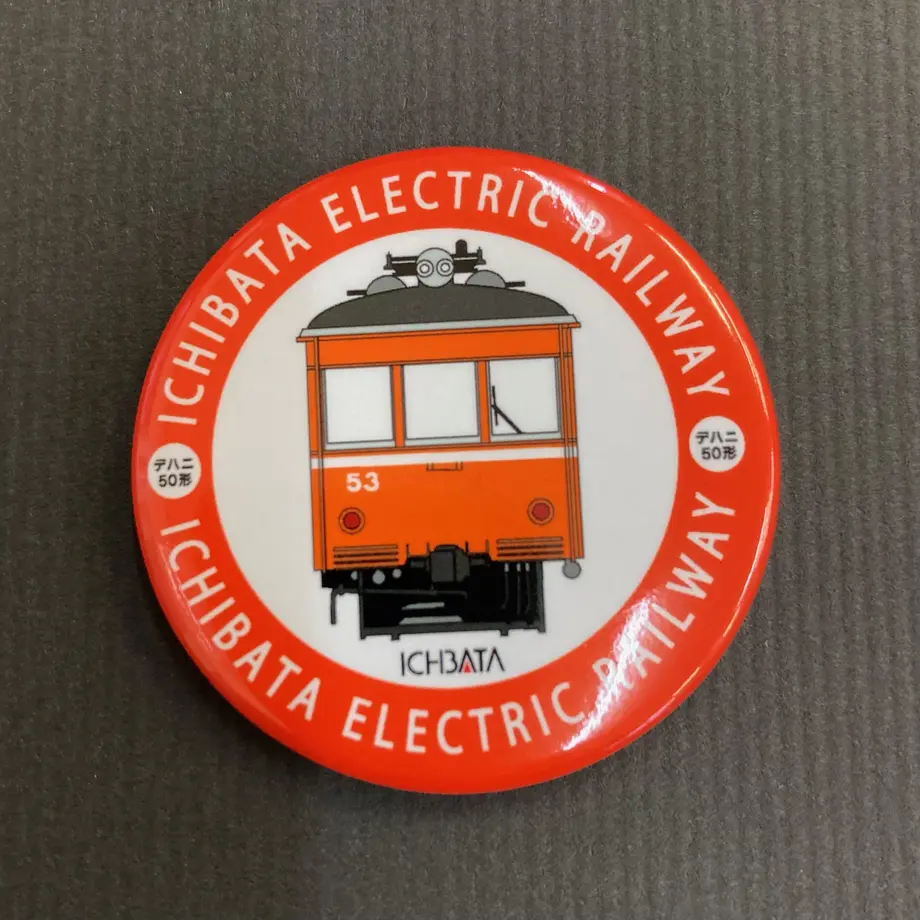 ICHIBATA ELECTRIC RAILWAY
デハニ
50形
デハニ
50形
53
ICHIBATA
ICHIBATA ELECTRIC RAILWAY